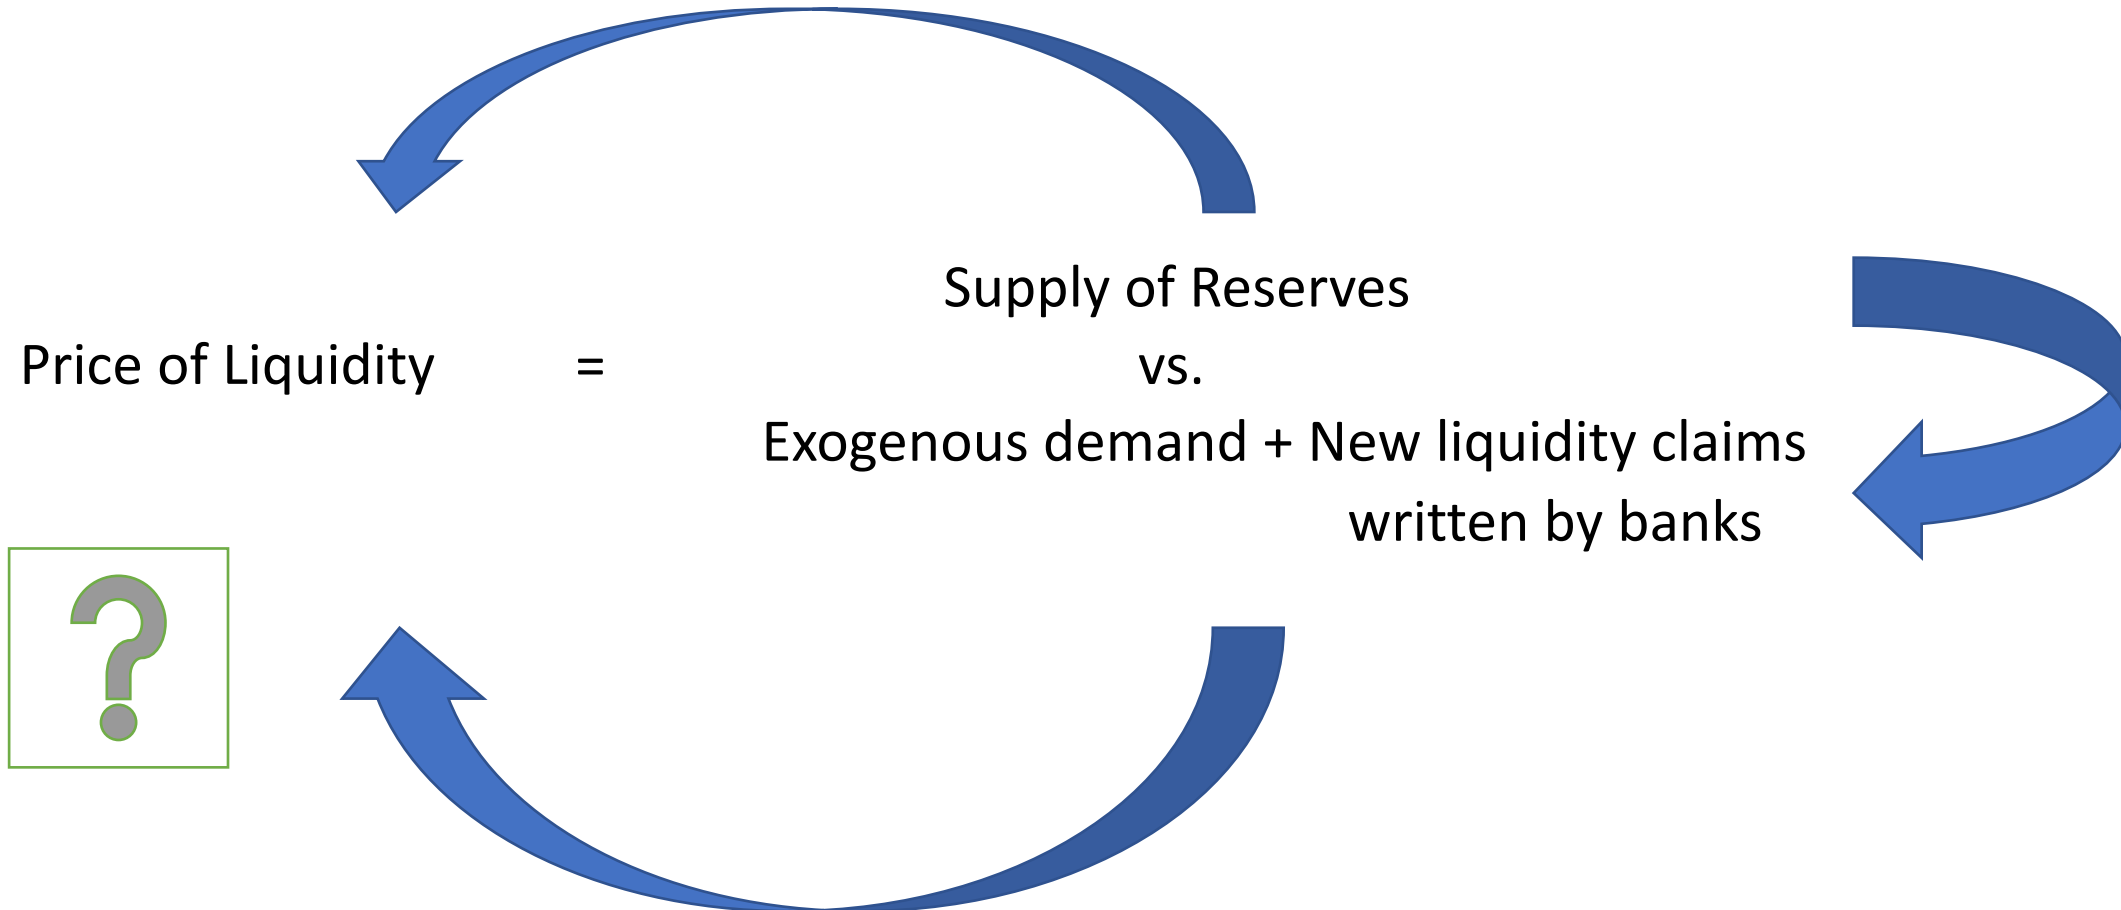 Supply of Reserves
Price of Liquidity = vs.
Exogenous demand + New liquidity claims
written by banks
?